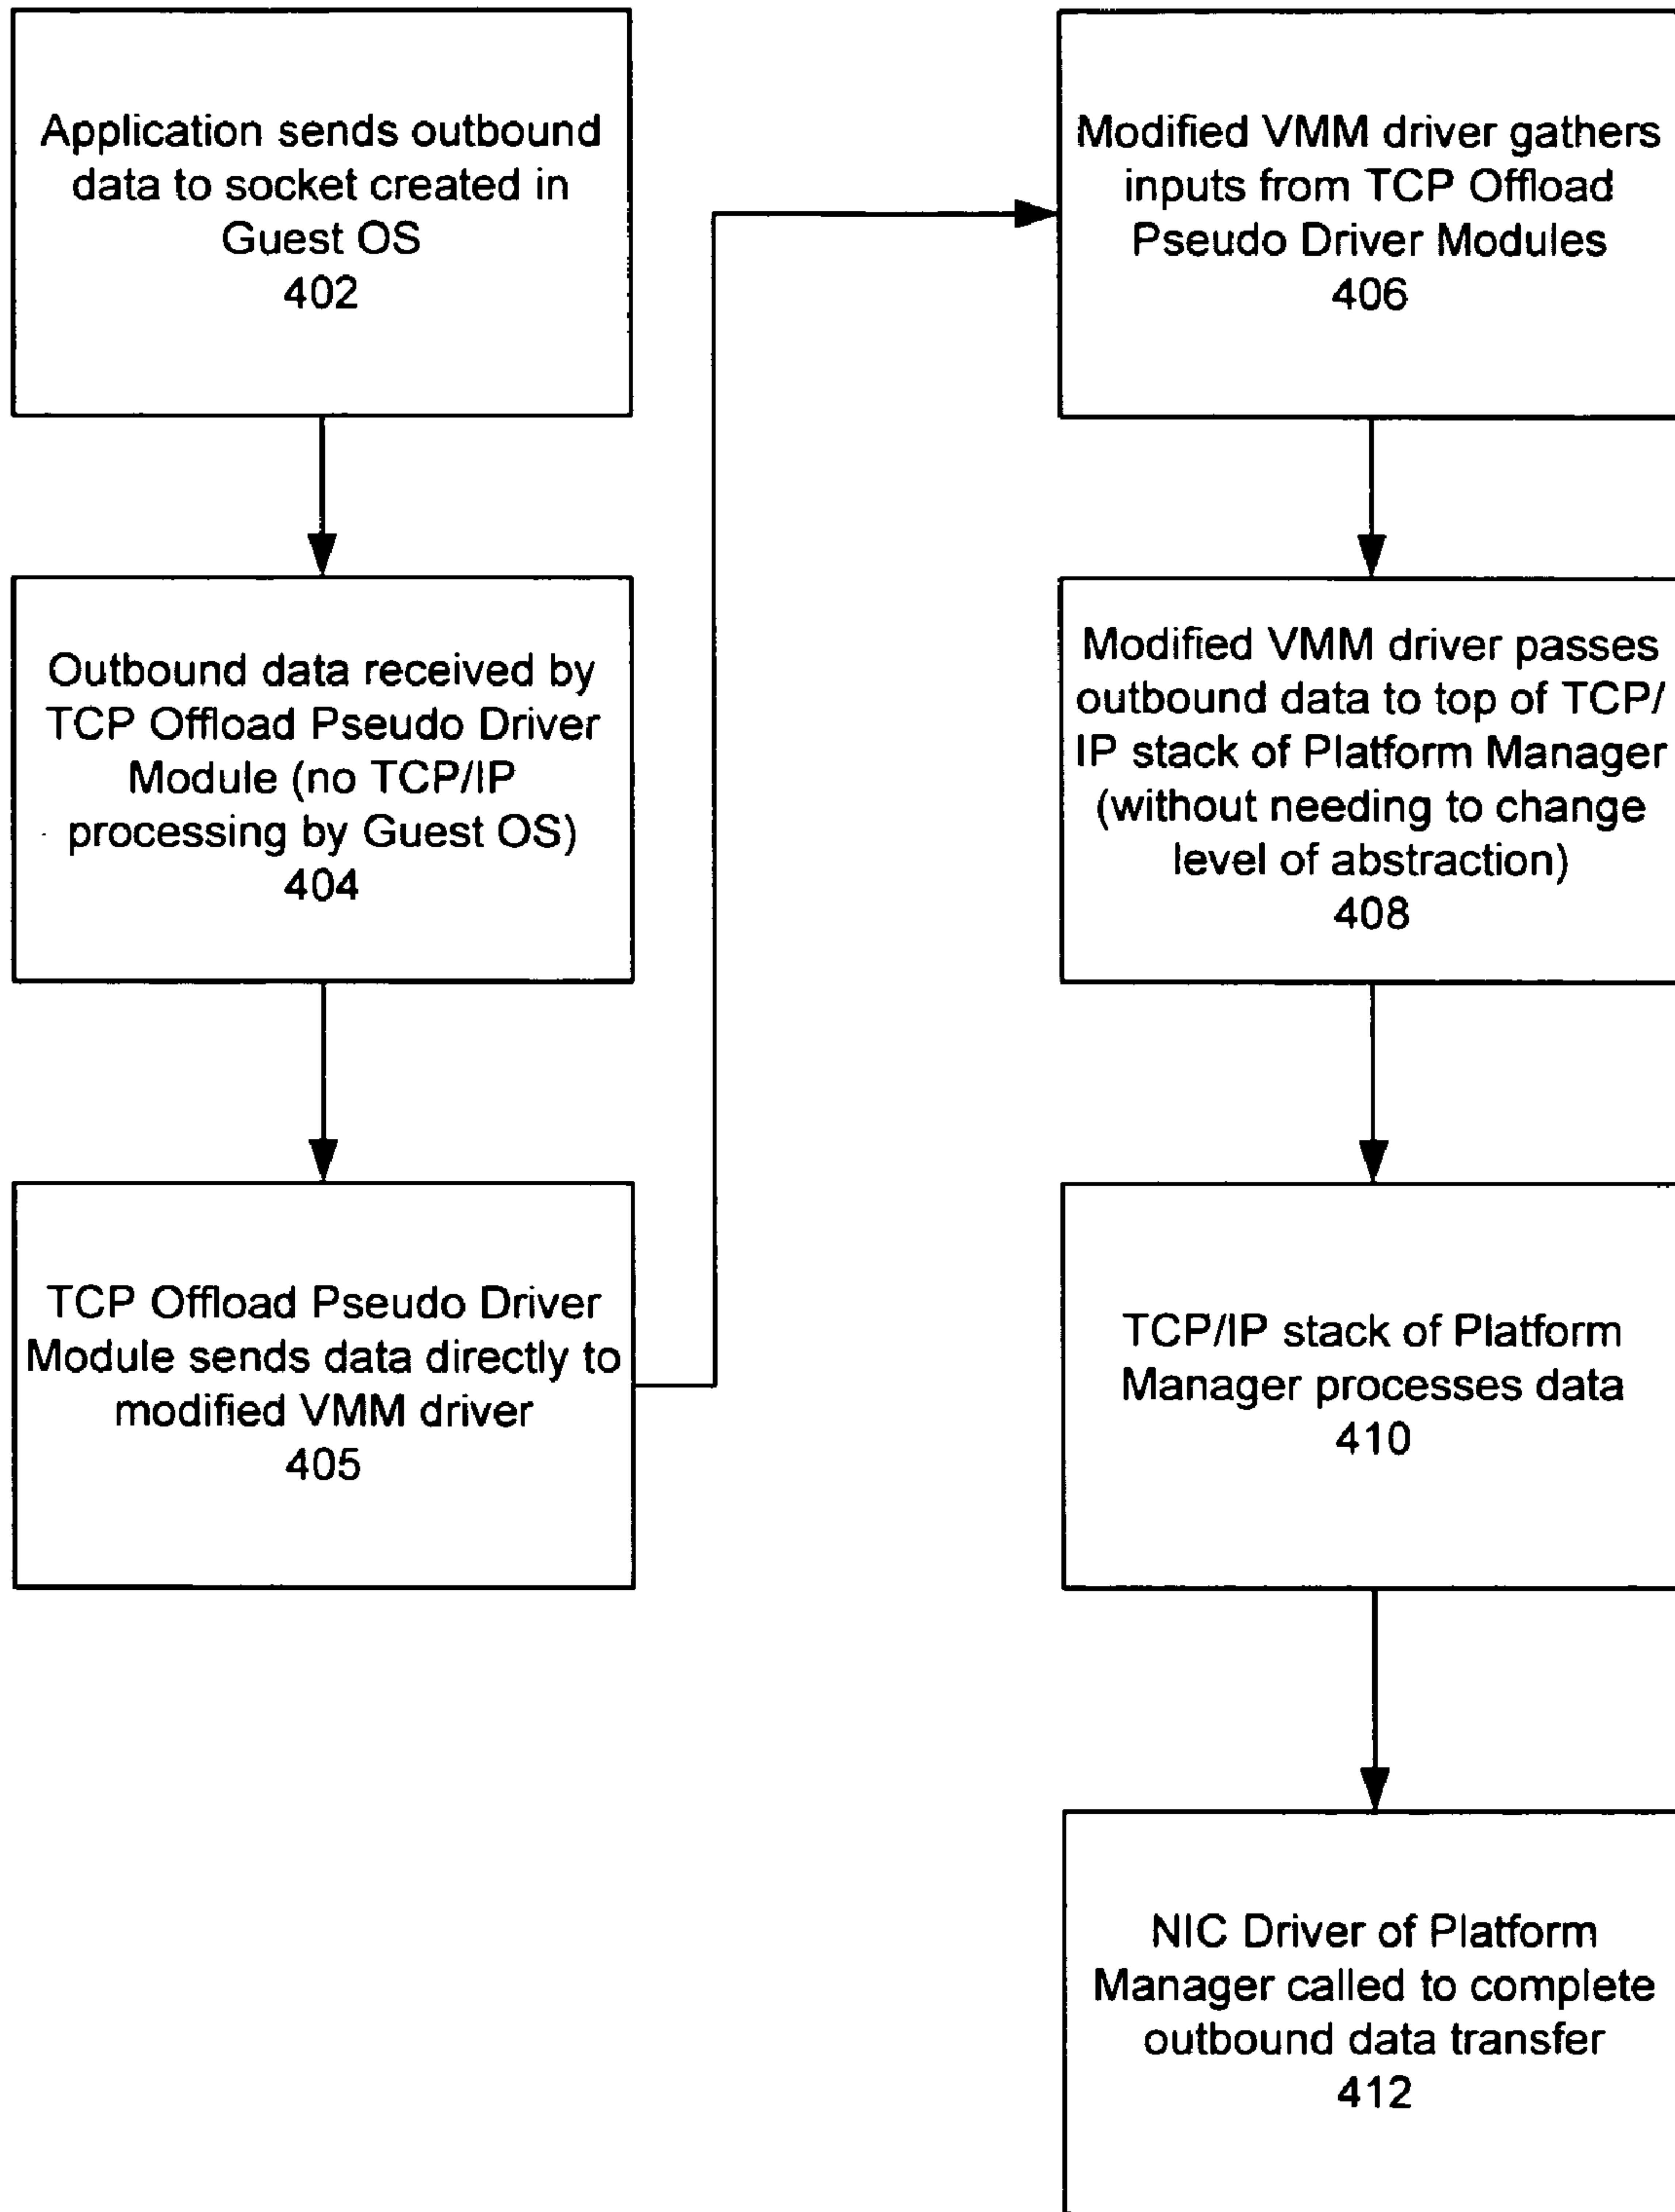 Application sends outbound
data to socket created in
Guest OS
402
Outbound data received by
TCP Offload Pseudo Driver
Module (no TCP/IP
processing by Guest OS)
404
TCP Offload Pseudo Driver
Module sends data directly to
modified VMM driver
405
Modified VMM driver gathers
inputs from TCP Offload
Pseudo Driver Modules
406
Modified VMM driver passes
outbound data to top of TCP/
IP stack of Platform Manager
(without needing to change
level of abstraction)
408
TCP/IP stack of Platform
Manager processes data
410
NIC Driver of Platform
Manager called to complete
outbound data transfer
412